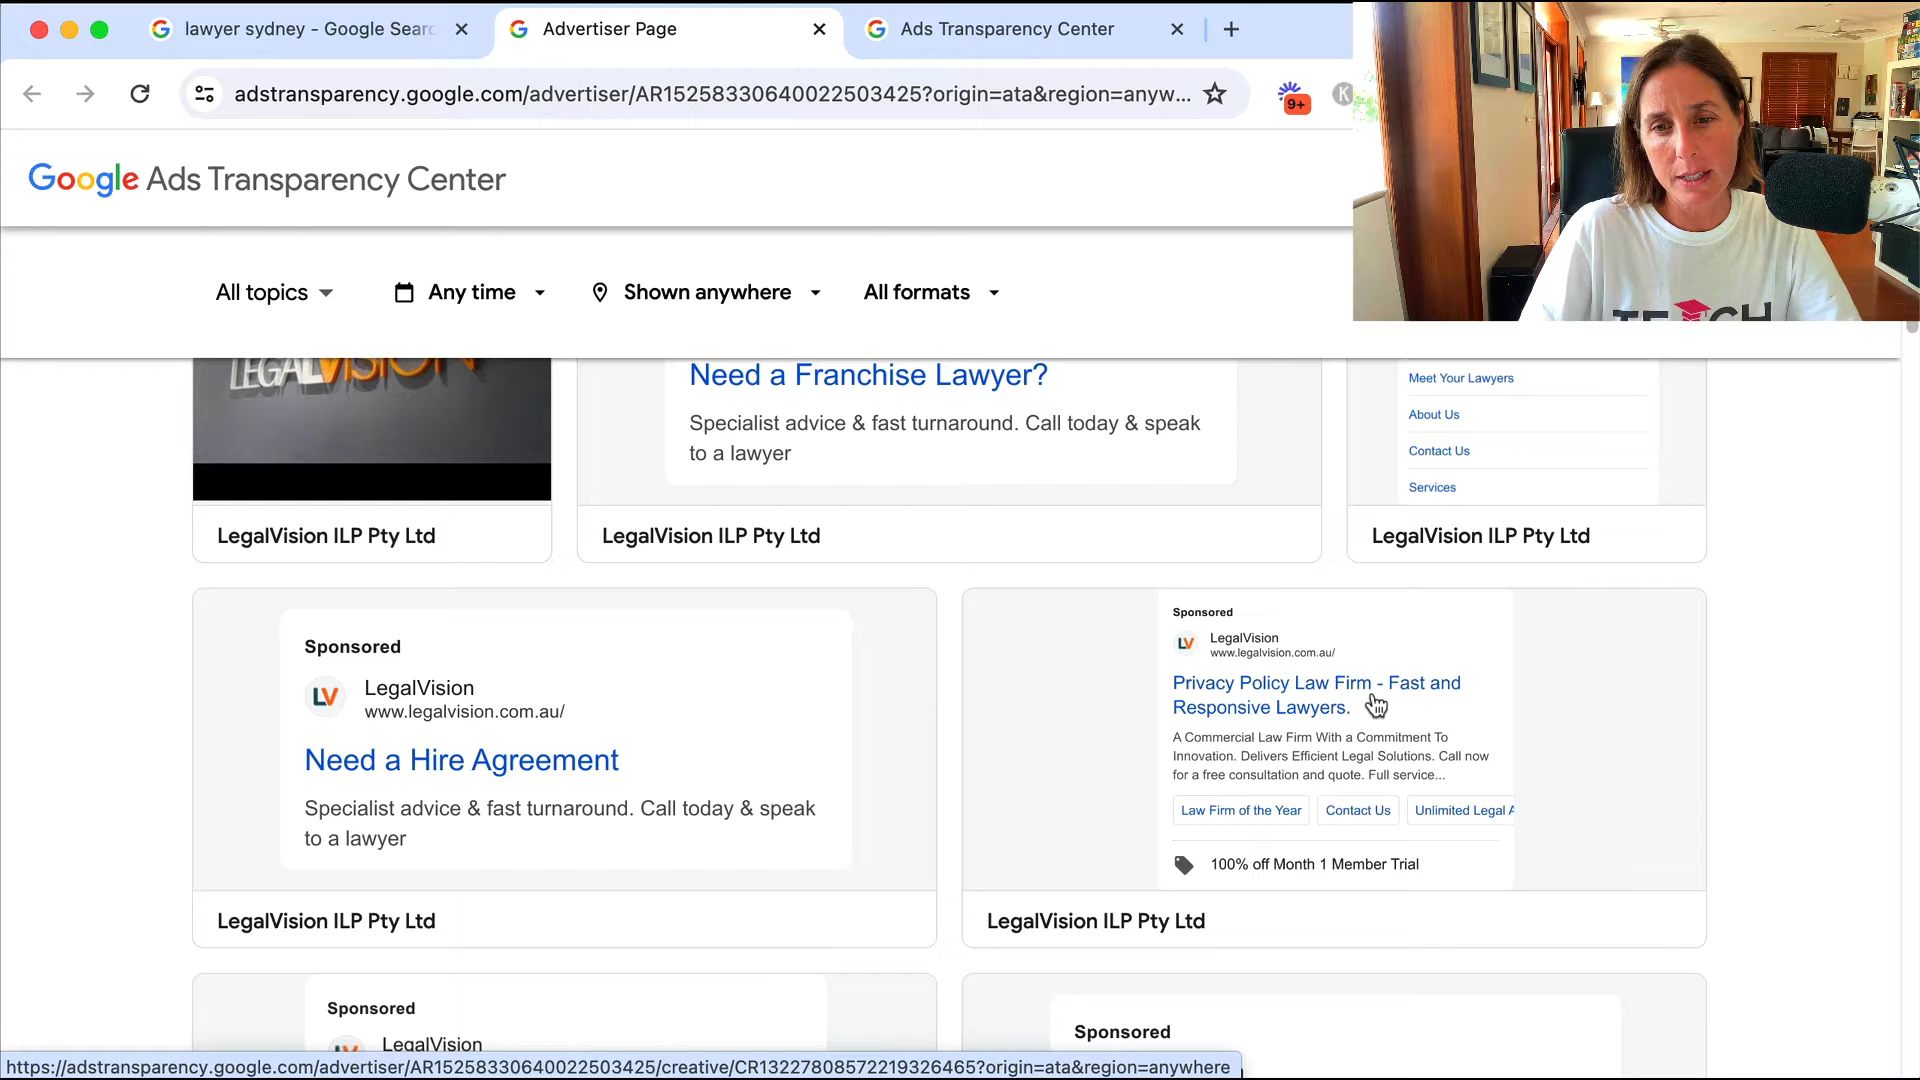 lawyer sydney - Google Searc
Advertiser Page
Ads Transparency Center
adstransparency.google.com/advertiser/AR15258330640022503425?origin=ata&region=anyw...
9+
K
Google Ads Transparency Center
All topics
Any time
Shown anywhere
All formats
LEGALVISION
LegalVision ILP Pty Ltd
Need a Franchise Lawyer?
Specialist advice & fast turnaround. Call today & speak
to a lawyer
LegalVision ILP Pty Ltd
Meet Your Lawyers
About Us
Contact Us
Services
LegalVision ILP Pty Ltd
Sponsored
LV
LegalVision
www.legalvision.com.au/
Need a Hire Agreement
Specialist advice & fast turnaround. Call today & speak
to a lawyer
LegalVision ILP Pty Ltd
Sponsored
LV
LegalVision
www.legalvision.com.au/
Privacy Policy Law Firm - Fast and
Responsive Lawyers.
A Commercial Law Firm With a Commitment To
Innovation. Delivers Efficient Legal Solutions. Call now
for a free consultation and quote. Full service...
Law Firm of the Year
Contact Us
Unlimited Legal A
100% off Month 1 Member Trial
LegalVision ILP Pty Ltd
Sponsored
LegalVision
Sponsored
https://adstransparency.google.com/advertiser/AR15258330640022503425/creative/CR13227808572219326465?origin=ata&region=anywhere